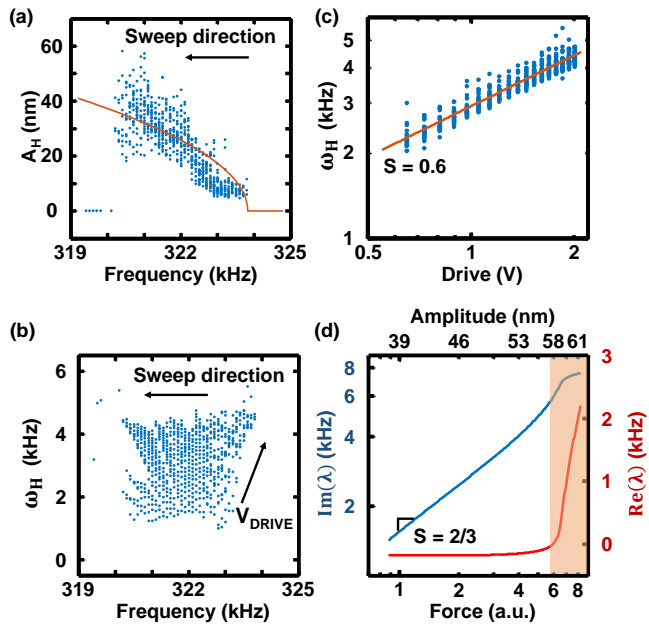 (a)
Sweep direction
60
50
40
30
20
10
0
A_H (nm)
319
322
325
Frequency (kHz)
(c)
5
4
3
2
1
ω_H (kHz)
S = 0.6
0.5
1
2
Drive (V)
(b)
Sweep direction
6
4
2
0
ω_H (kHz)
V_DRIVE
319
322
325
Frequency (kHz)
(d)
Amplitude (nm)
39 46 53 58 61
8
6
4
2
Im(λ) (kHz)
3
2
1
0
Re(λ) (kHz)
S = 2/3
1 2 4 6 8
Force (a.u.)